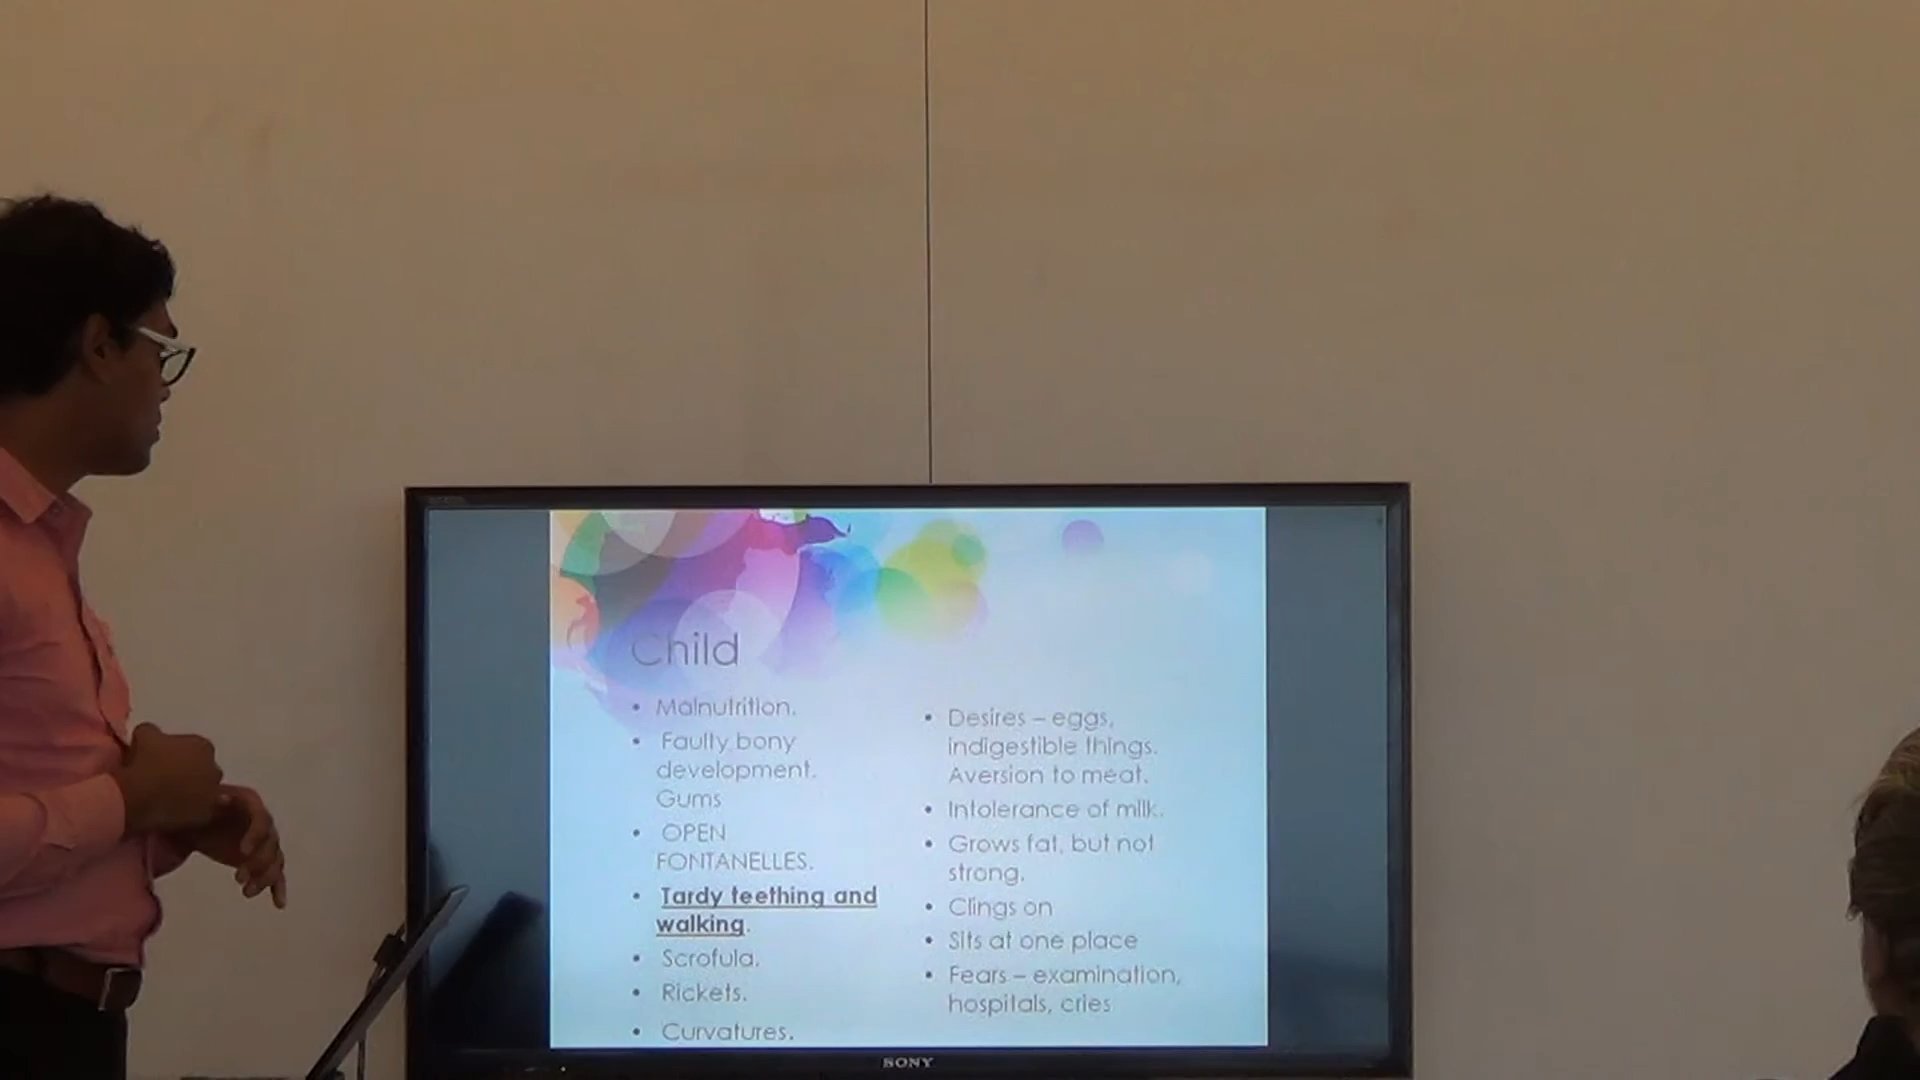 Child
• Malnutrition.
• Faulty bony
development.
Gums
• OPEN
FONTANELLES.
• Tardy teething and
walking.
• Scrofula.
• Rickets.
• Curvatures.
• Desires – eggs,
indigestible things.
Aversion to meat.
• Intolerance of milk.
• Grows fat, but not
strong.
• Clings on
• Sits at one place
• Fears – examination,
hospitals, cries
SONY